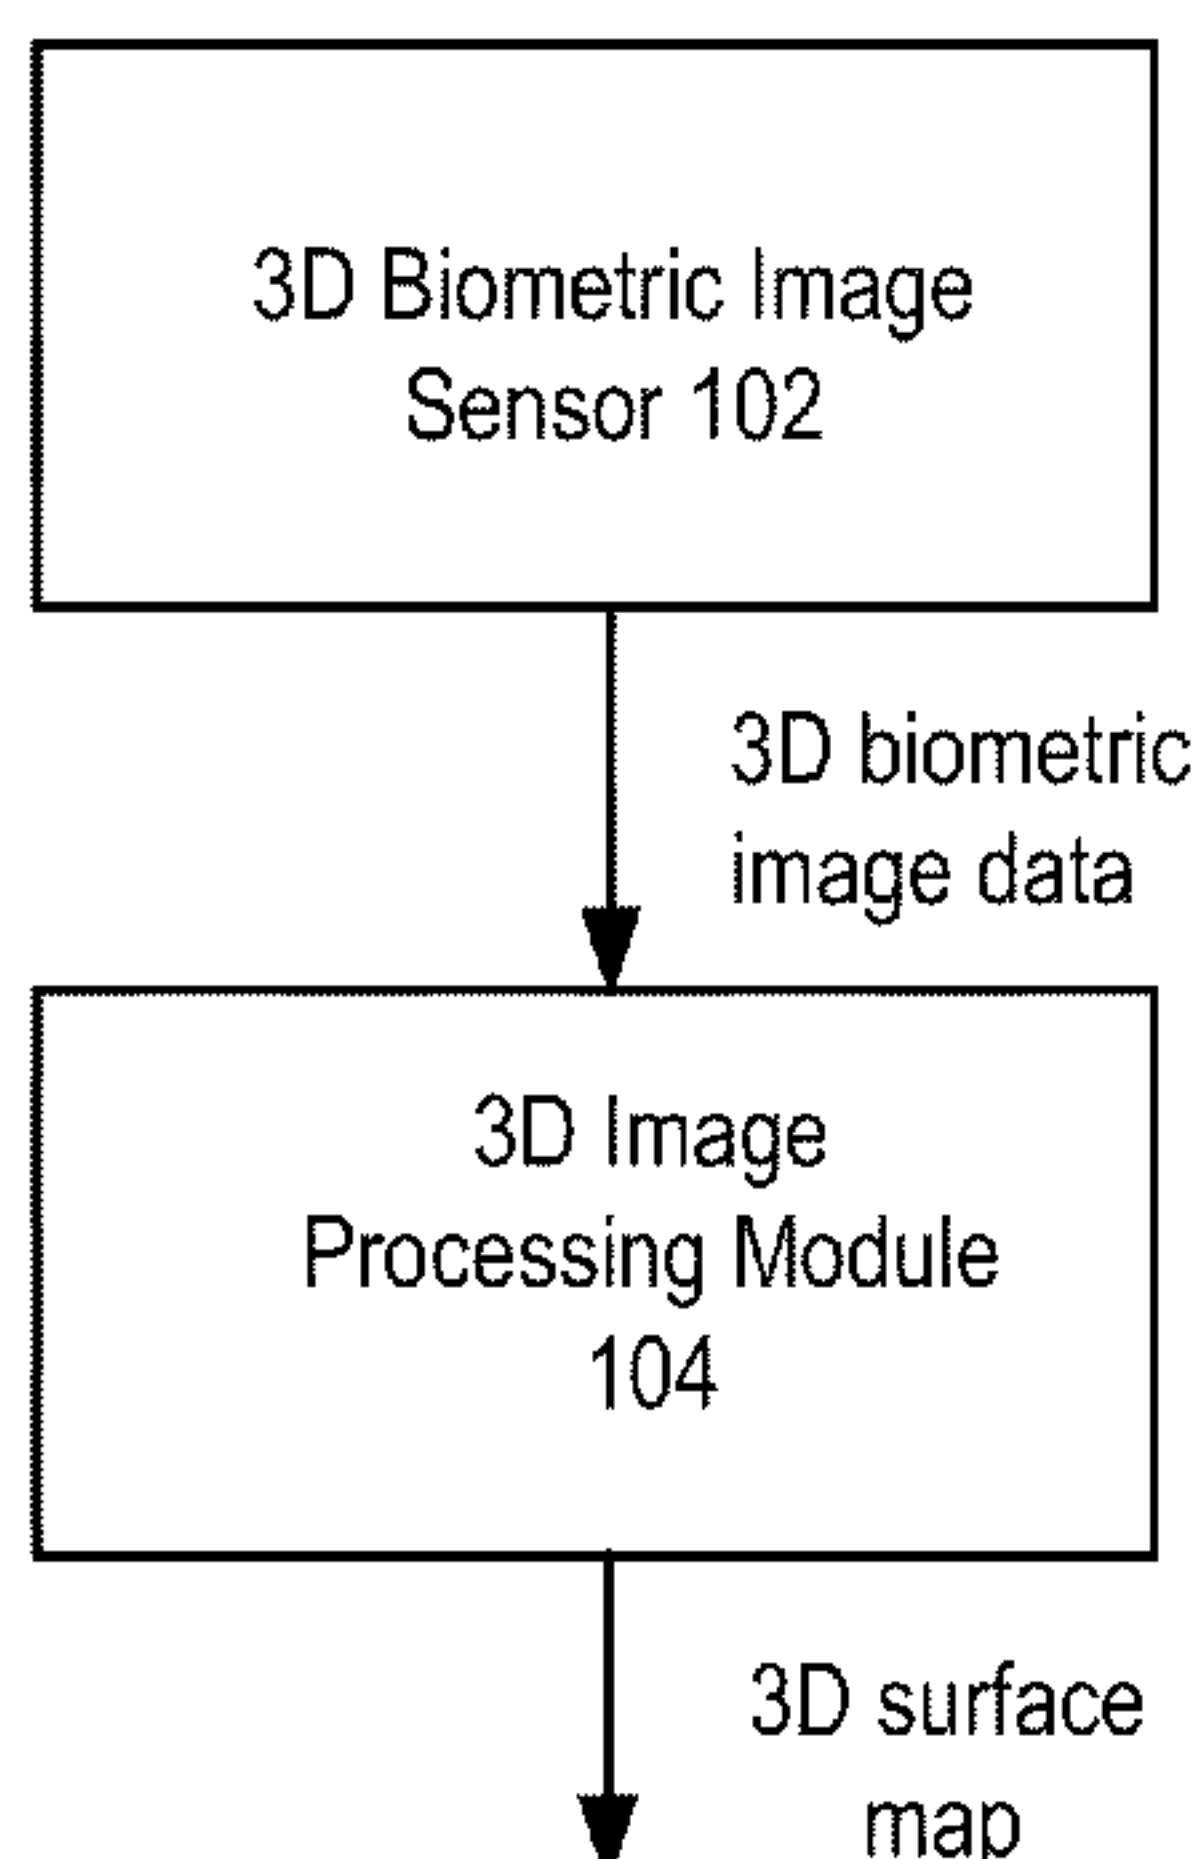 3D Biometric Image
Sensor 102
3D biometric
image data
3D Image
Processing Module
104
3D surface
map